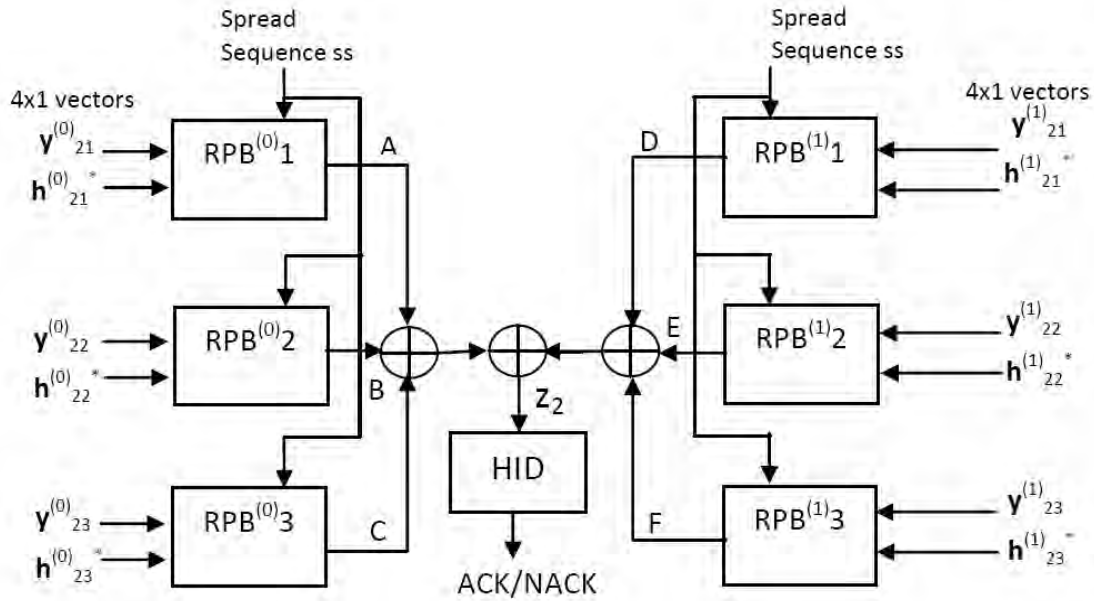 Spread
Sequence ss
Spread
Sequence ss
4x1 vectors
4x1 vectors
y⁽⁰⁾₂₁
h⁽⁰⁾₂₁*
RPB⁽⁰⁾1
A
D
RPB⁽¹⁾1
y⁽¹⁾₂₁
h⁽¹⁾₂₁*
y⁽⁰⁾₂₂
h⁽⁰⁾₂₂*
RPB⁽⁰⁾2
B
E
RPB⁽¹⁾2
y⁽¹⁾₂₂
h⁽¹⁾₂₂*
z₂
HID
y⁽⁰⁾₂₃
h⁽⁰⁾₂₃*
RPB⁽⁰⁾3
C
F
RPB⁽¹⁾3
y⁽¹⁾₂₃
h⁽¹⁾₂₃*
ACK/NACK